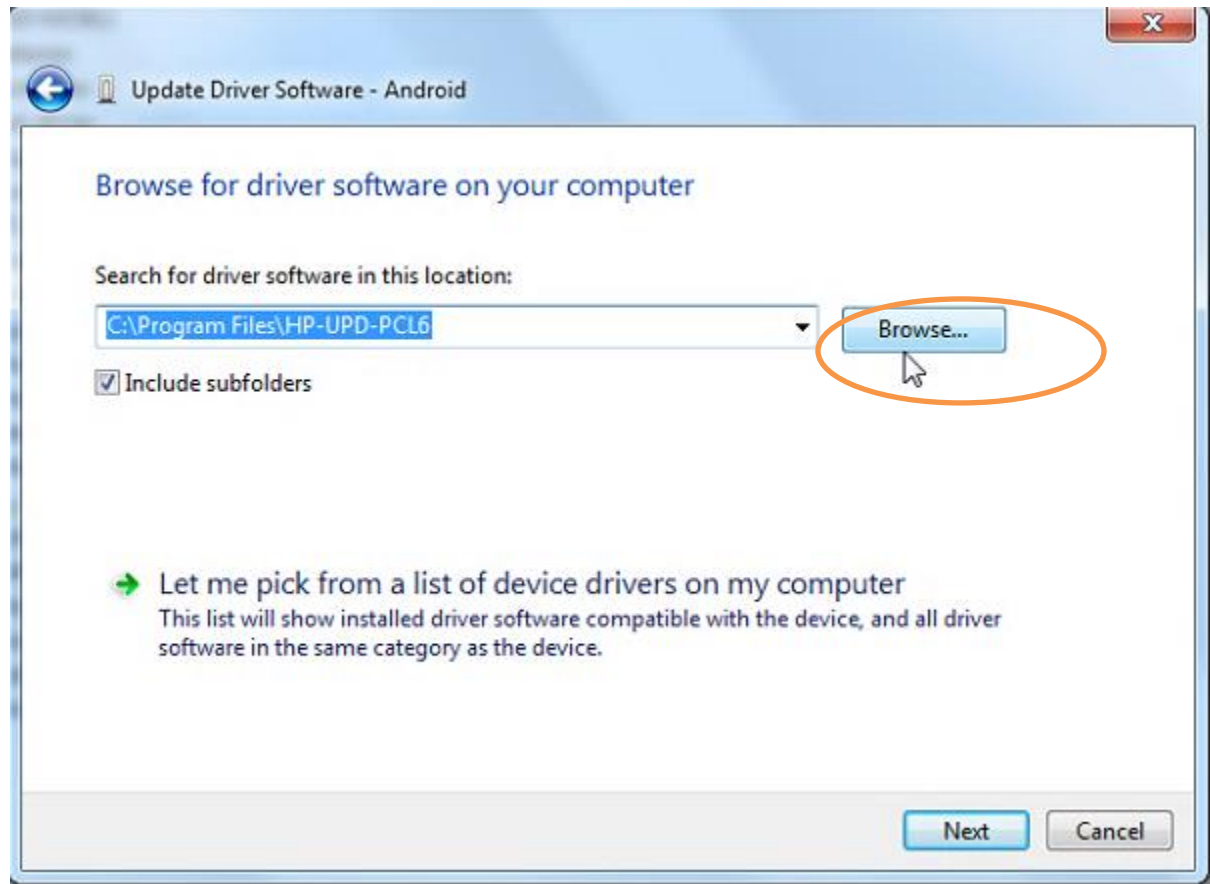 Update Driver Software - Android
Browse for driver software on your computer
Search for driver software in this location:
C:\Program Files\HP-UPD-PCL6
Browse...
Include subfolders
Let me pick from a list of device drivers on my computer
This list will show installed driver software compatible with the device, and all driver
software in the same category as the device.
Next
Cancel